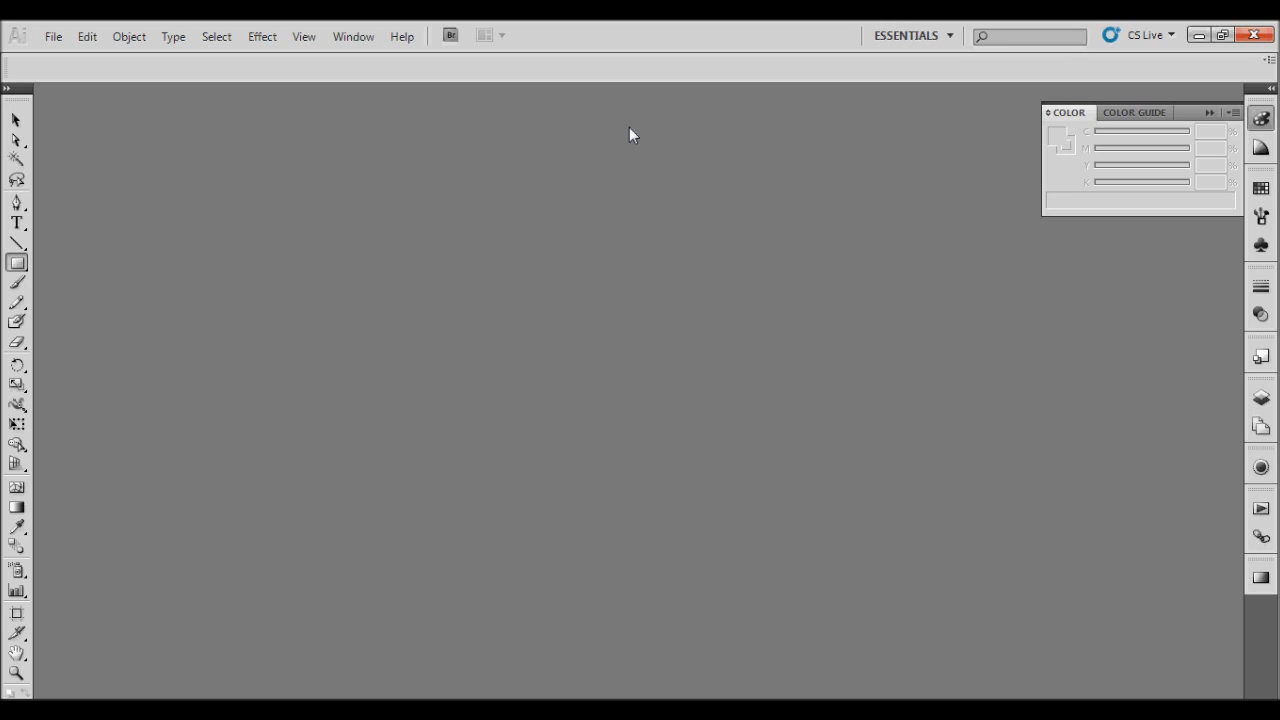 Ai File Edit Object Type Select Effect View Window Help Br ESSENTIALS CS Live
COLOR COLOR GUIDE
C %
M %
Y %
K %
T